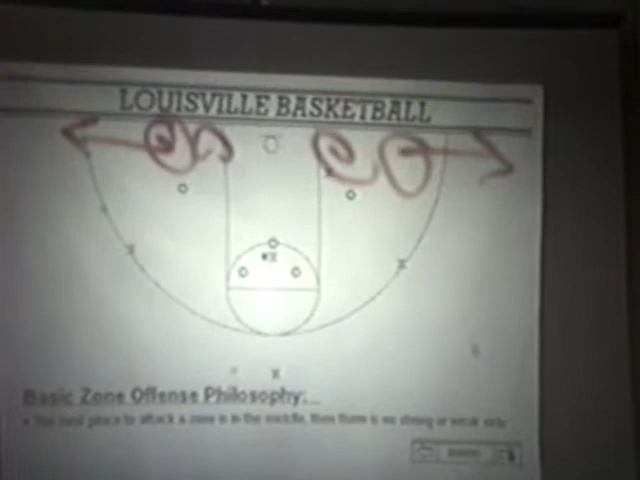 LOUISVILLE BASKETBALL
x
x
x
x
Basic Zone Offense Philosophy:
• The best place to attack a zone is in the middle, then there is no strong or weak side